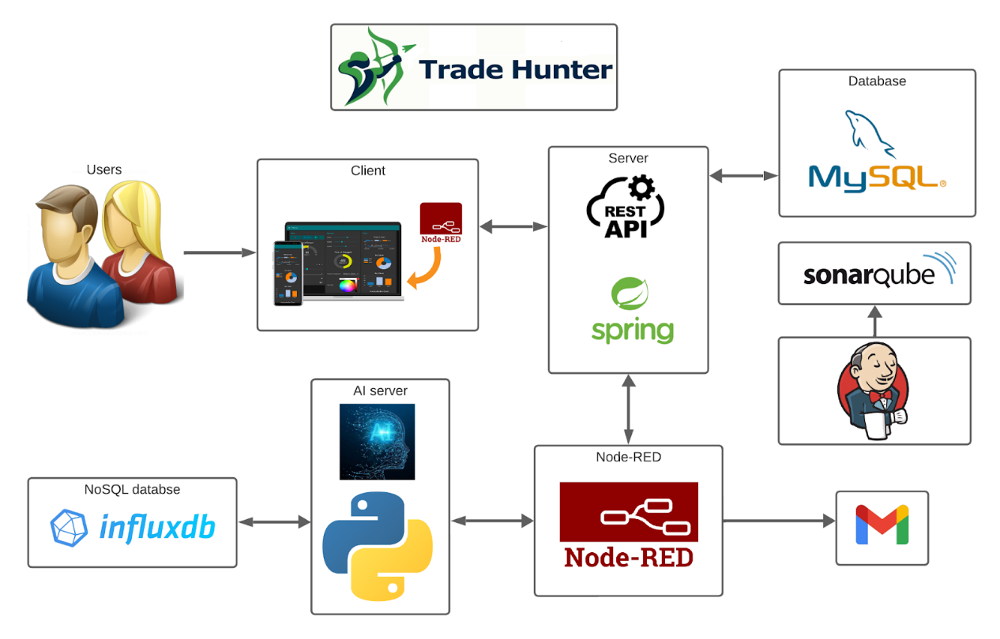 Trade Hunter
Database
MySQL®
Users
Client
Node-RED
Server
REST
API
spring
sonarqube
AI server
AI
NoSQL databse
influxdb
Node-RED
Node-RED